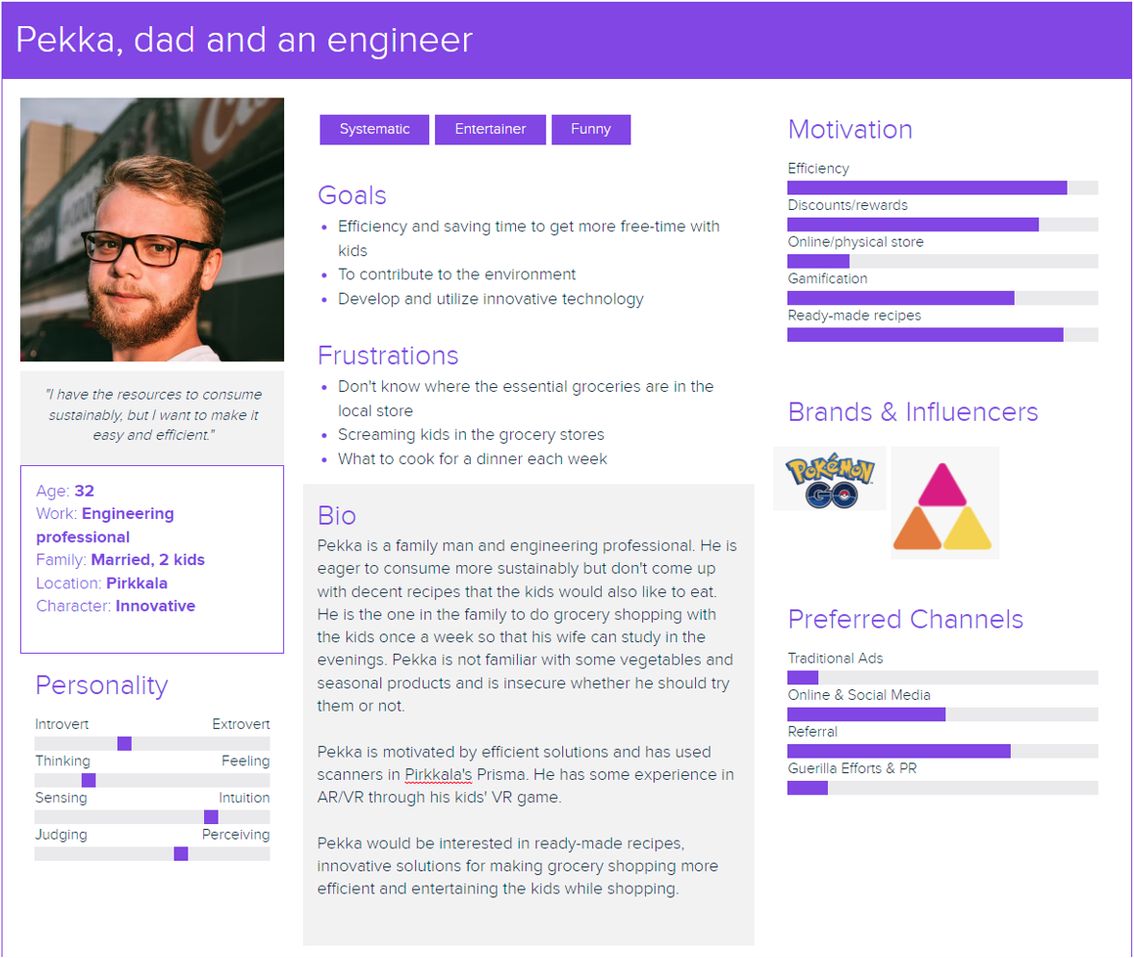 Pekka, dad and an engineer
"I have the resources to consume
sustainably, but I want to make it
easy and efficient."
Age: 32
Work: Engineering
professional
Family: Married, 2 kids
Location: Pirkkala
Character: Innovative
Personality
Introvert Extrovert
Thinking Feeling
Sensing Intuition
Judging Perceiving
Systematic Entertainer Funny
Goals
• Efficiency and saving time to get more free-time with
kids
• To contribute to the environment
• Develop and utilize innovative technology
Frustrations
• Don't know where the essential groceries are in the
local store
• Screaming kids in the grocery stores
• What to cook for a dinner each week
Bio
Pekka is a family man and engineering professional. He is
eager to consume more sustainably but don't come up
with decent recipes that the kids would also like to eat.
He is the one in the family to do grocery shopping with
the kids once a week so that his wife can study in the
evenings. Pekka is not familiar with some vegetables and
seasonal products and is insecure whether he should try
them or not.
Pekka is motivated by efficient solutions and has used
scanners in Pirkkala's Prisma. He has some experience in
AR/VR through his kids' VR game.
Pekka would be interested in ready-made recipes,
innovative solutions for making grocery shopping more
efficient and entertaining the kids while shopping.
Motivation
Efficiency
Discounts/rewards
Online/physical store
Gamification
Ready-made recipes
Brands & Influencers
POKÉMON
GO
Preferred Channels
Traditional Ads
Online & Social Media
Referral
Guerilla Efforts & PR